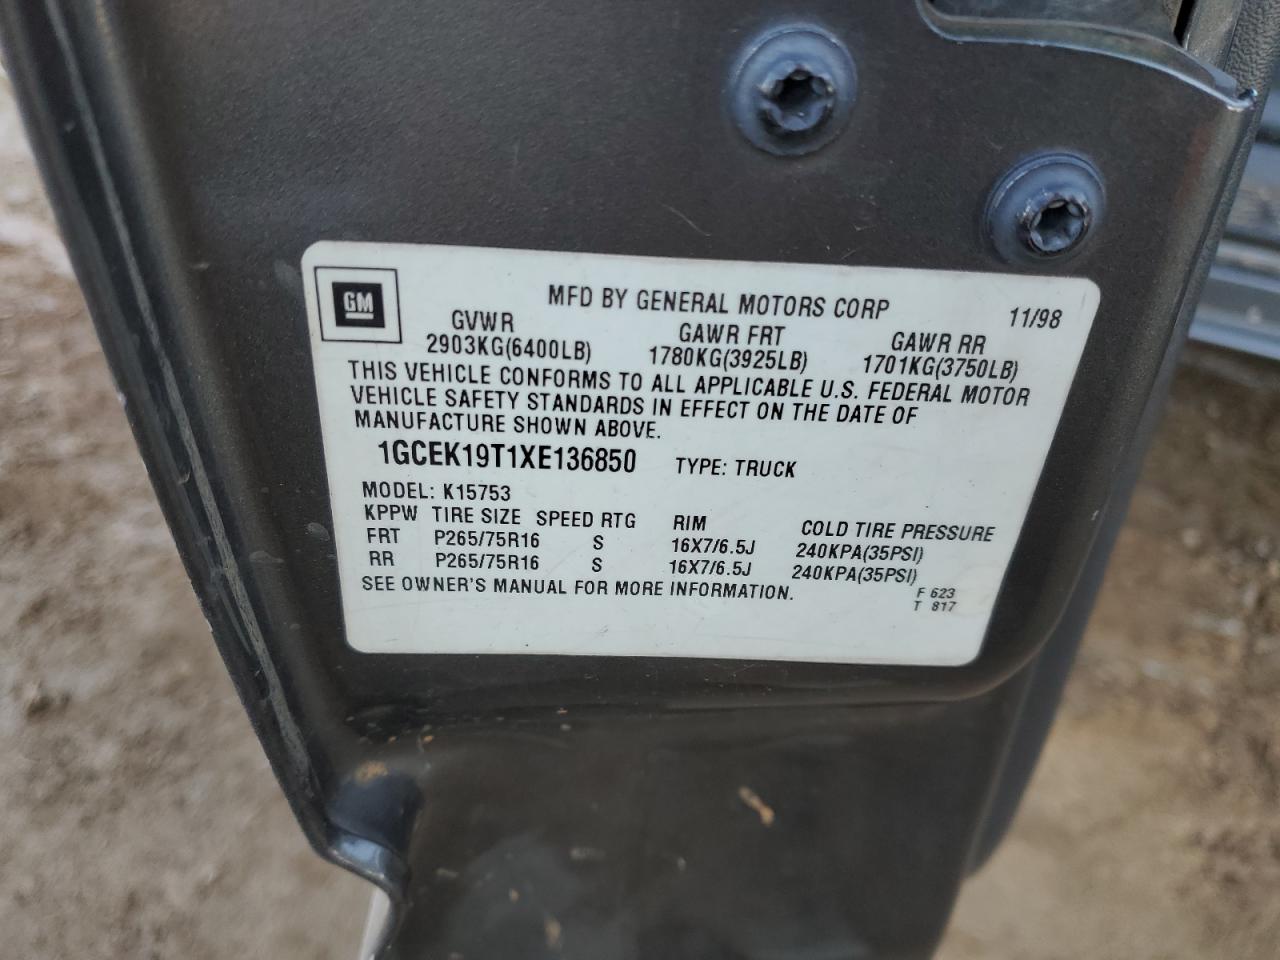 GM
MFD BY GENERAL MOTORS CORP 11/98
GVWR GAWR FRT GAWR RR
2903KG(6400LB) 1780KG(3925LB) 1701KG(3750LB)
THIS VEHICLE CONFORMS TO ALL APPLICABLE U.S. FEDERAL MOTOR
VEHICLE SAFETY STANDARDS IN EFFECT ON THE DATE OF
MANUFACTURE SHOWN ABOVE.
1GCEK19T1XE136850 TYPE: TRUCK
MODEL: K15753
KPPW TIRE SIZE SPEED RTG RIM COLD TIRE PRESSURE
FRT P265/75R16 S 16X7/6.5J 240KPA(35PSI)
RR P265/75R16 S 16X7/6.5J 240KPA(35PSI)
SEE OWNER'S MANUAL FOR MORE INFORMATION. F 623
T 817